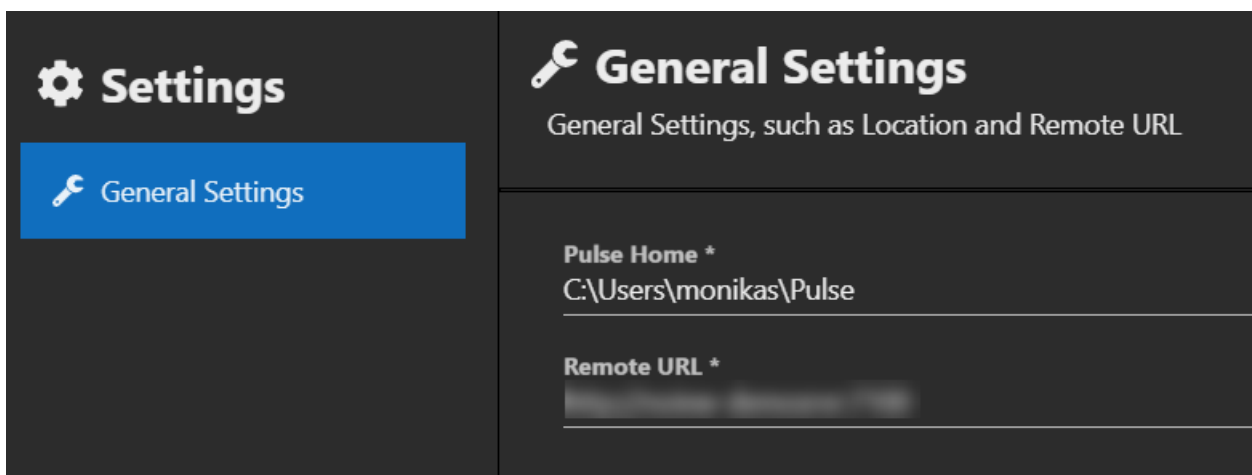 Settings
General Settings
General Settings
General Settings, such as Location and Remote URL
Pulse Home *
C:\Users\monikas\Pulse
Remote URL *